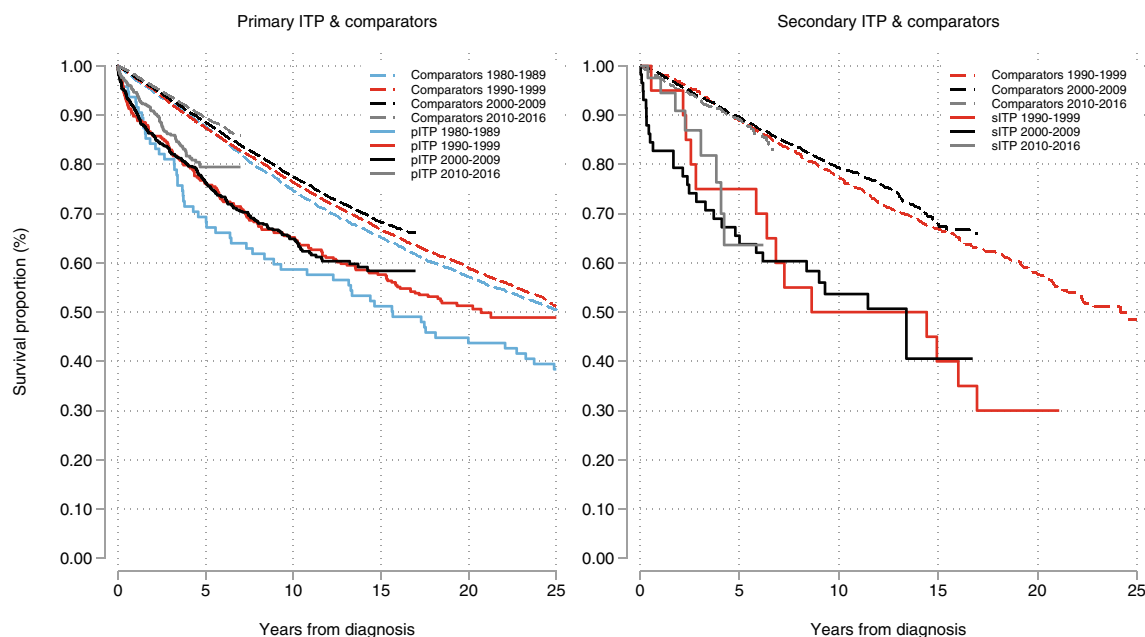 Primary ITP & comparators
Survival proportion (%)
1.00
0.90
0.80
0.70
0.60
0.50
0.40
0.30
0.20
0.10
0.00
Comparators 1980-1989
Comparators 1990-1999
Comparators 2000-2009
Comparators 2010-2016
pITP 1980-1989
pITP 1990-1999
pITP 2000-2009
pITP 2010-2016
0 5 10 15 20 25
Years from diagnosis
Secondary ITP & comparators
1.00
0.90
0.80
0.70
0.60
0.50
0.40
0.30
0.20
0.10
0.00
Comparators 1990-1999
Comparators 2000-2009
Comparators 2010-2016
sITP 1990-1999
sITP 2000-2009
sITP 2010-2016
0 5 10 15 20 25
Years from diagnosis